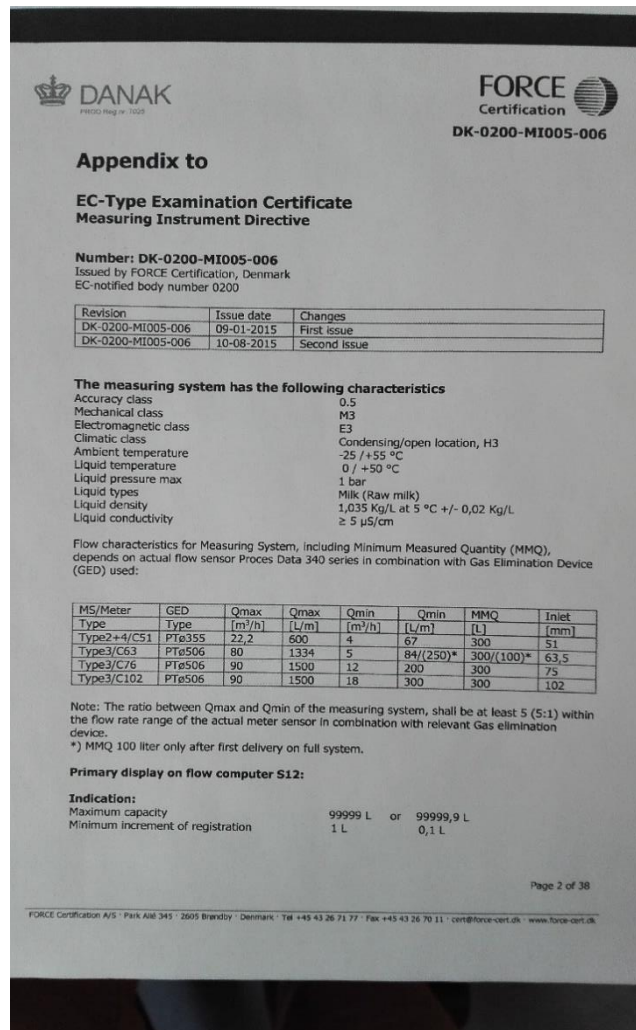 DANAK
PROD Reg.nr. 7025
FORCE
Certification
DK-0200-MI005-006
Appendix to
EC-Type Examination Certificate
Measuring Instrument Directive
Number: DK-0200-MI005-006
Issued by FORCE Certification, Denmark
EC-notified body number 0200
Revision Issue date Changes
DK-0200-MI005-006 09-01-2015 First issue
DK-0200-MI005-006 10-08-2015 Second issue
The measuring system has the following characteristics
Accuracy class 0.5
Mechanical class M3
Electromagnetic class E3
Climatic class Condensing/open location, H3
Ambient temperature -25 /+55 °C
Liquid temperature 0 / +50 °C
Liquid pressure max 1 bar
Liquid types Milk (Raw milk)
Liquid density 1,035 Kg/L at 5 °C +/- 0,02 Kg/L
Liquid conductivity ≥ 5 µS/cm
Flow characteristics for Measuring System, including Minimum Measured Quantity (MMQ),
depends on actual flow sensor Proces Data 340 series in combination with Gas Elimination Device
(GED) used:
MS/Meter GED Qmax Qmax Qmin Qmin MMQ Inlet
Type Type [m³/h] [L/m] [m³/h] [L/m] [L] [mm]
Type2+4/C51 PTø355 22,2 600 4 67 300 51
Type3/C63 PTø506 80 1334 5 84/(250)* 300/(100)* 63,5
Type3/C76 PTø506 90 1500 12 200 300 75
Type3/C102 PTø506 90 1500 18 300 300 102
Note: The ratio between Qmax and Qmin of the measuring system, shall be at least 5 (5:1) within
the flow rate range of the actual meter sensor in combination with relevant Gas elimination
device.
*) MMQ 100 liter only after first delivery on full system.
Primary display on flow computer S12:
Indication:
Maximum capacity 99999 L or 99999,9 L
Minimum increment of registration 1 L 0,1 L
Page 2 of 38
FORCE Certification A/S · Park Allé 345 · 2605 Brøndby · Denmark · Tel +45 43 26 71 77 · Fax +45 43 26 70 11 · cert@force-cert.dk · www.force-cert.dk